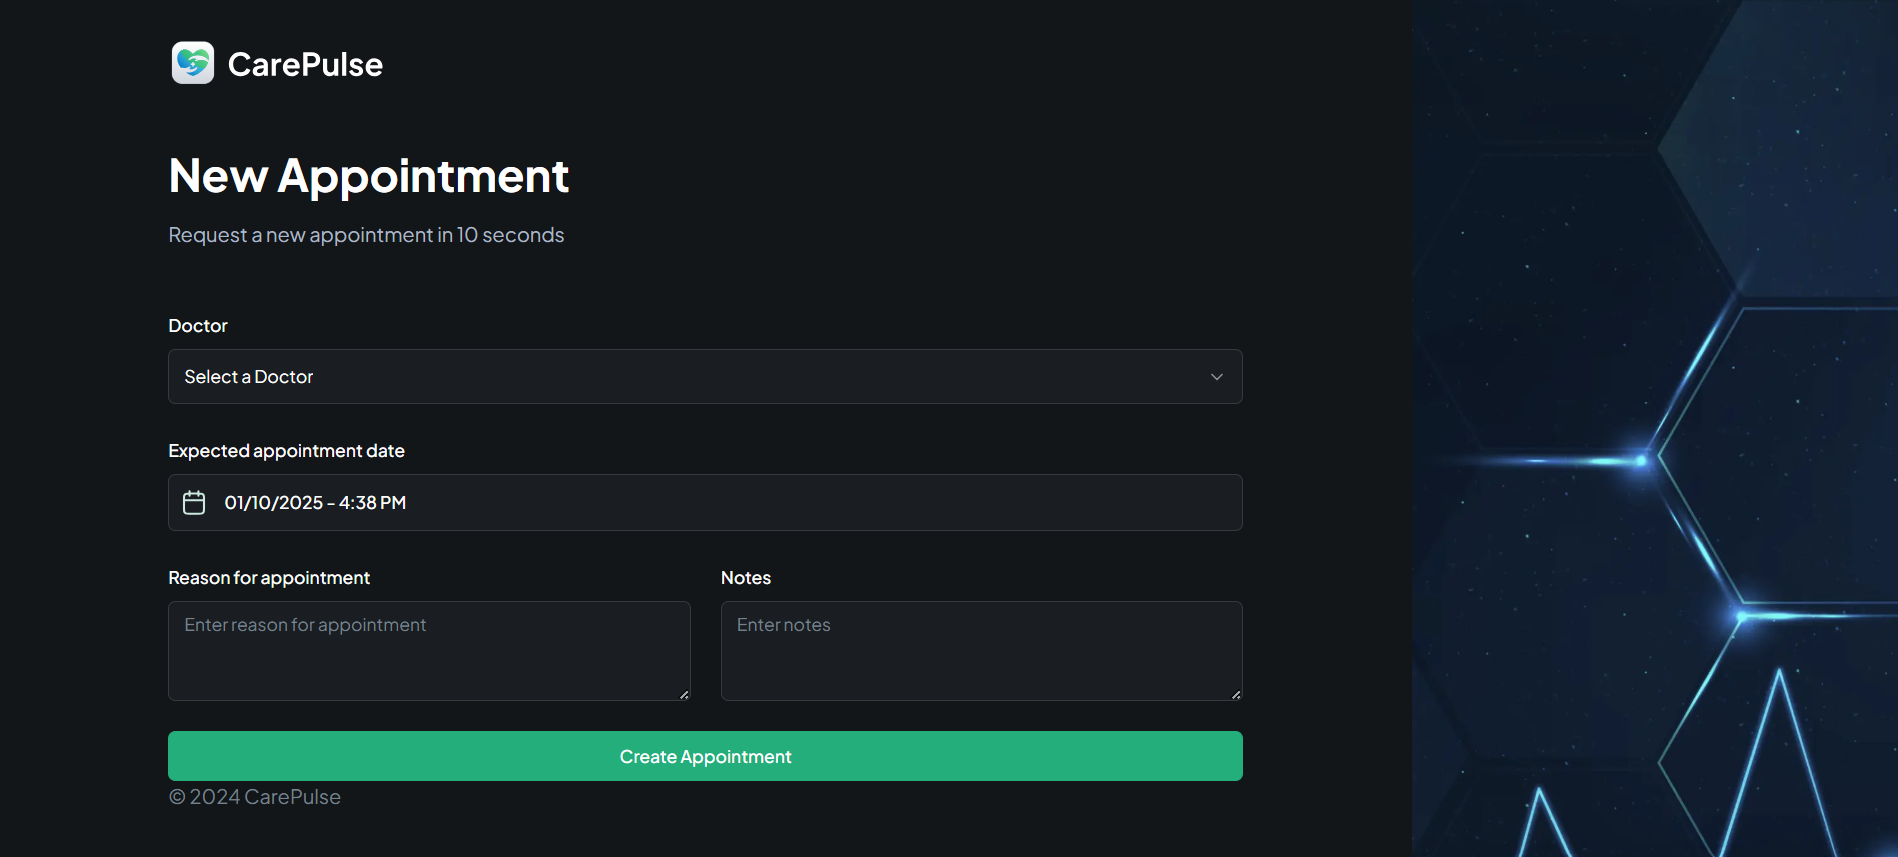 CarePulse
New Appointment
Request a new appointment in 10 seconds
Doctor
Select a Doctor
Expected appointment date
01/10/2025 - 4:38 PM
Reason for appointment
Notes
Enter reason for appointment
Enter notes
Create Appointment
© 2024 CarePulse